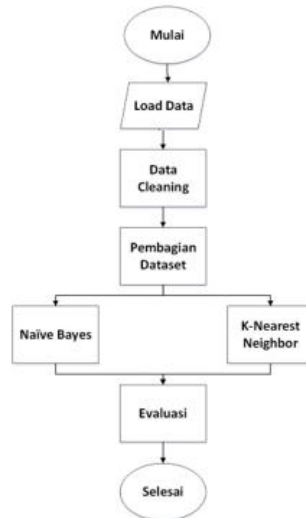 Mulai
Load Data
Data
Cleaning
Pembagian
Dataset
Naïve Bayes
K-Nearest
Neighbor
Evaluasi
Selesai